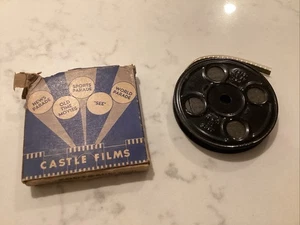 NEWS
PARADE
OLD
TIME
MOVIES
SPORTS
PARADE
"SEE"
WORLD
PARADE
CASTLE FILMS